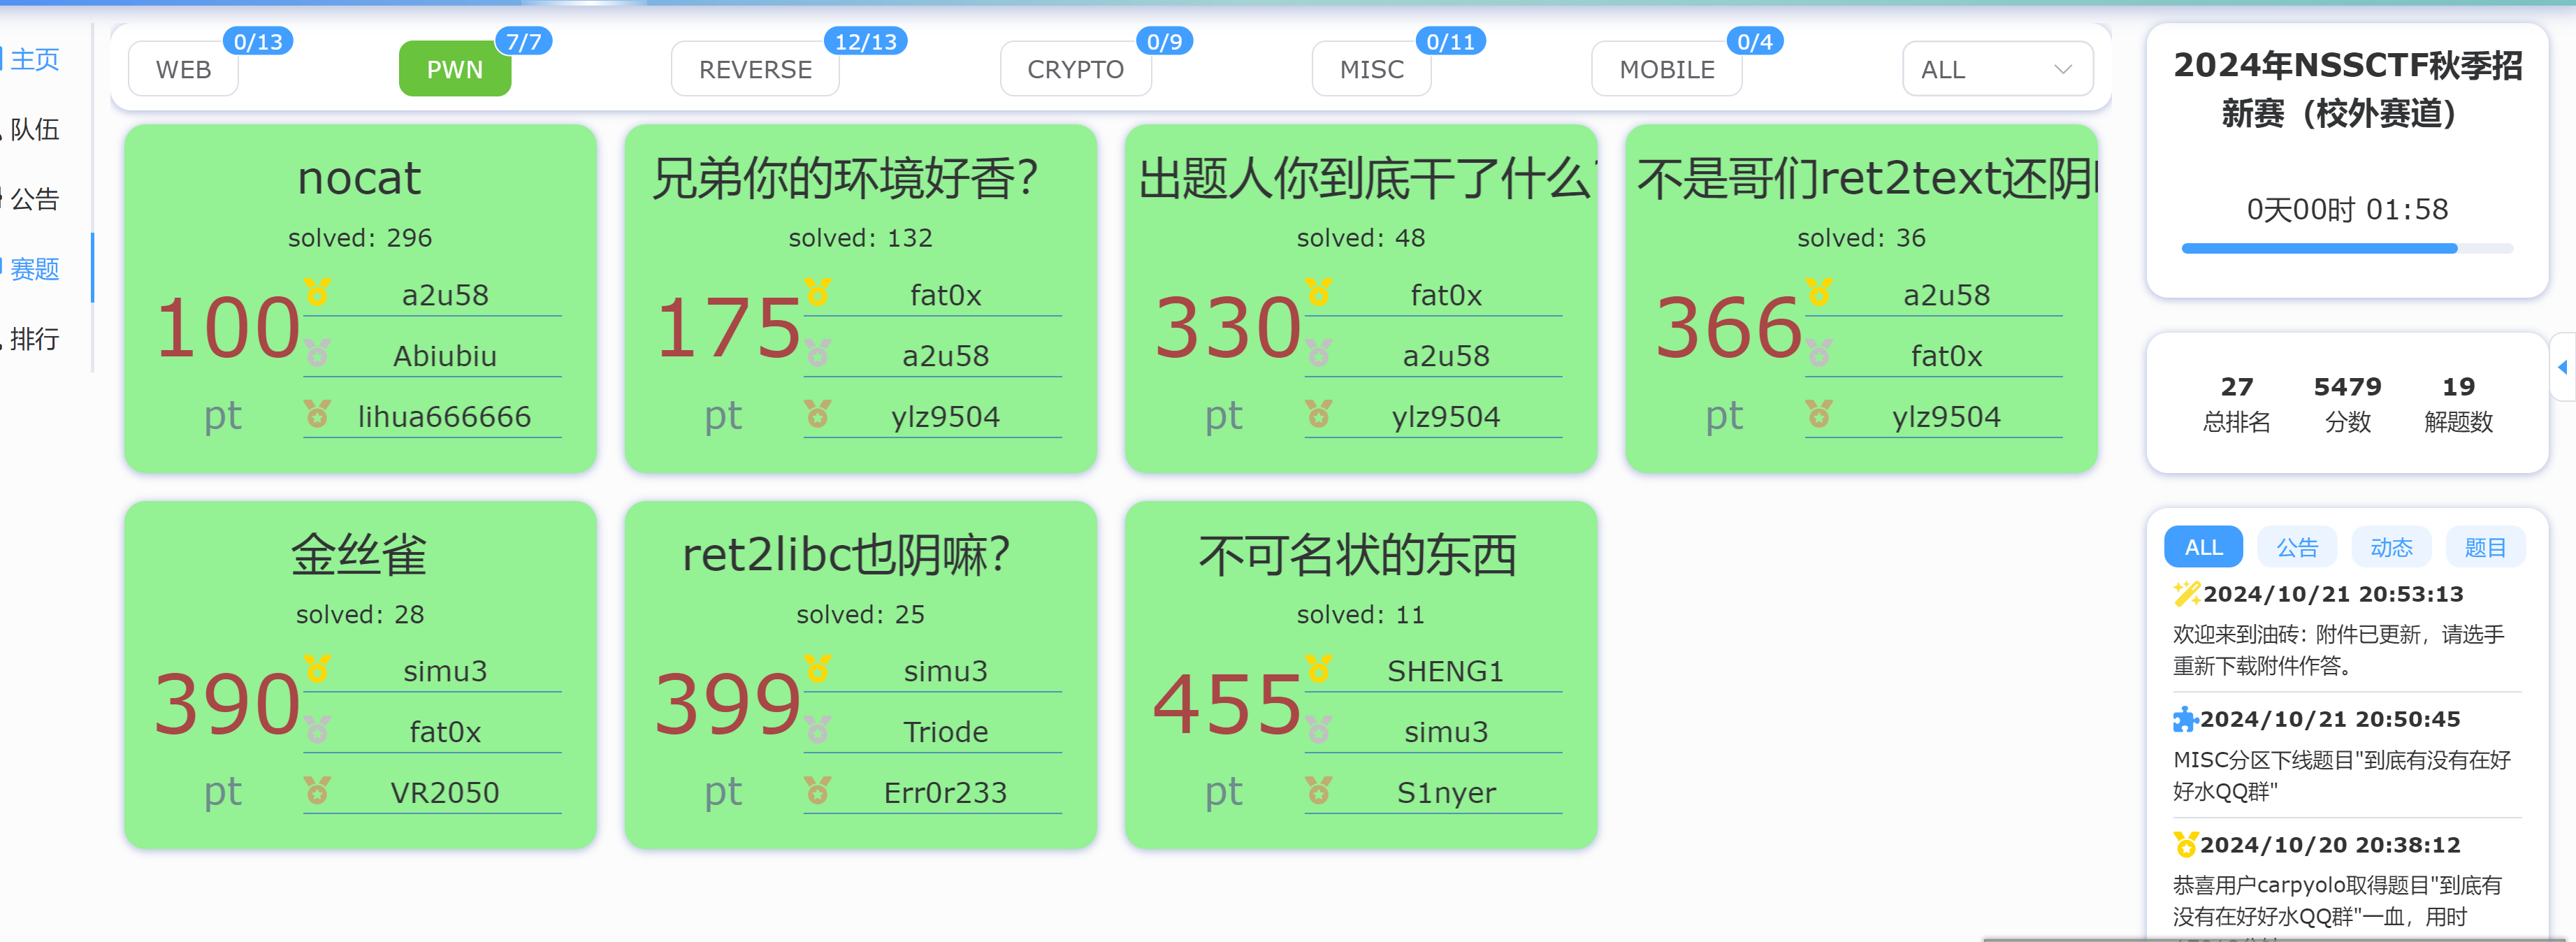 主页
队伍
公告
赛题
排行
WEB 0/13
PWN 7/7
REVERSE 12/13
CRYPTO 0/9
MISC 0/11
MOBILE 0/4
ALL
nocat
solved: 296
100
pt
a2u58
Abiubiu
lihua666666
兄弟你的环境好香？
solved: 132
175
pt
fat0x
a2u58
ylz9504
出题人你到底干了什么
solved: 48
330
pt
fat0x
a2u58
ylz9504
不是哥们ret2text还阴
solved: 36
366
pt
a2u58
fat0x
ylz9504
金丝雀
solved: 28
390
pt
simu3
fat0x
VR2050
ret2libc也阴嘛？
solved: 25
399
pt
simu3
Triode
Err0r233
不可名状的东西
solved: 11
455
pt
SHENG1
simu3
S1nyer
2024年NSSCTF秋季招
新赛（校外赛道）
0天00时 01:58
27 5479 19
总排名 分数 解题数
ALL 公告 动态 题目
2024/10/21 20:53:13
欢迎来到油砖：附件已更新，请选手
重新下载附件作答。
2024/10/21 20:50:45
MISC分区下线题目"到底有没有在好
好水QQ群"
2024/10/20 20:38:12
恭喜用户carpyolo取得题目"到底有
没有在好好水QQ群"一血，用时